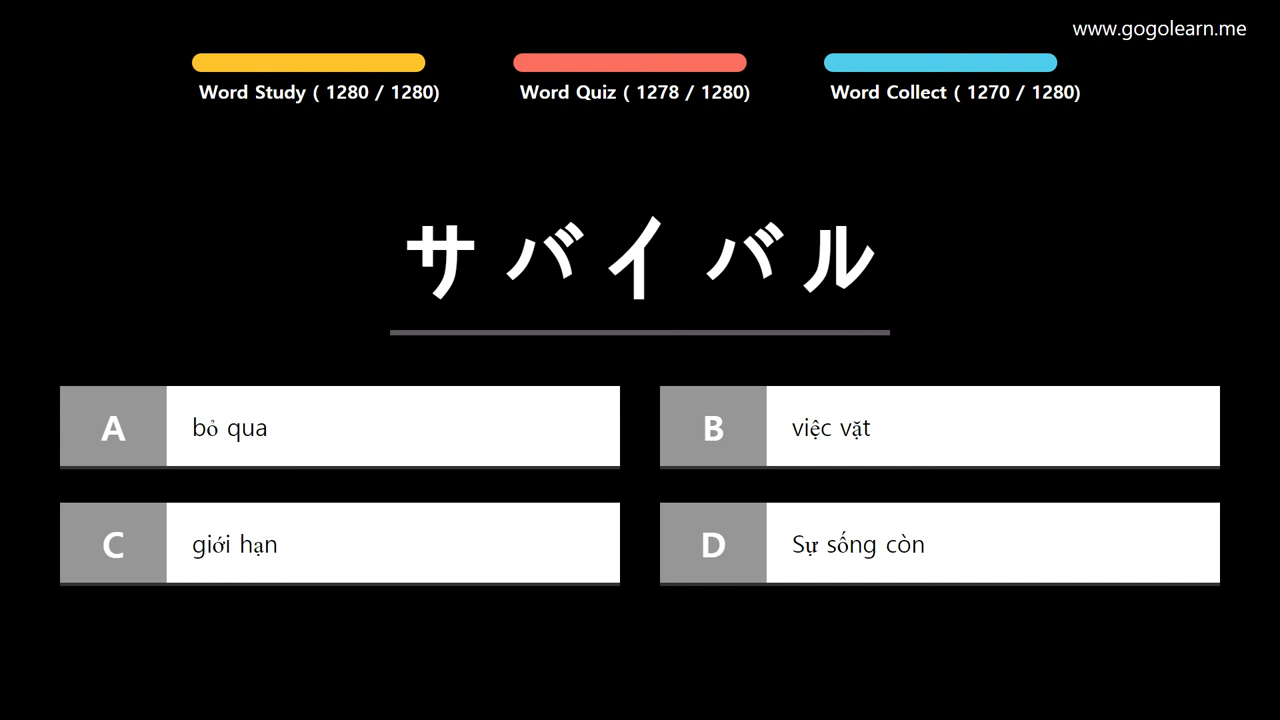 www.gogolearn.me
Word Study ( 1280 / 1280)
Word Quiz ( 1278 / 1280)
Word Collect ( 1270 / 1280)
サバイバル
A
bỏ qua
B
việc vặt
C
giới hạn
D
Sự sống còn